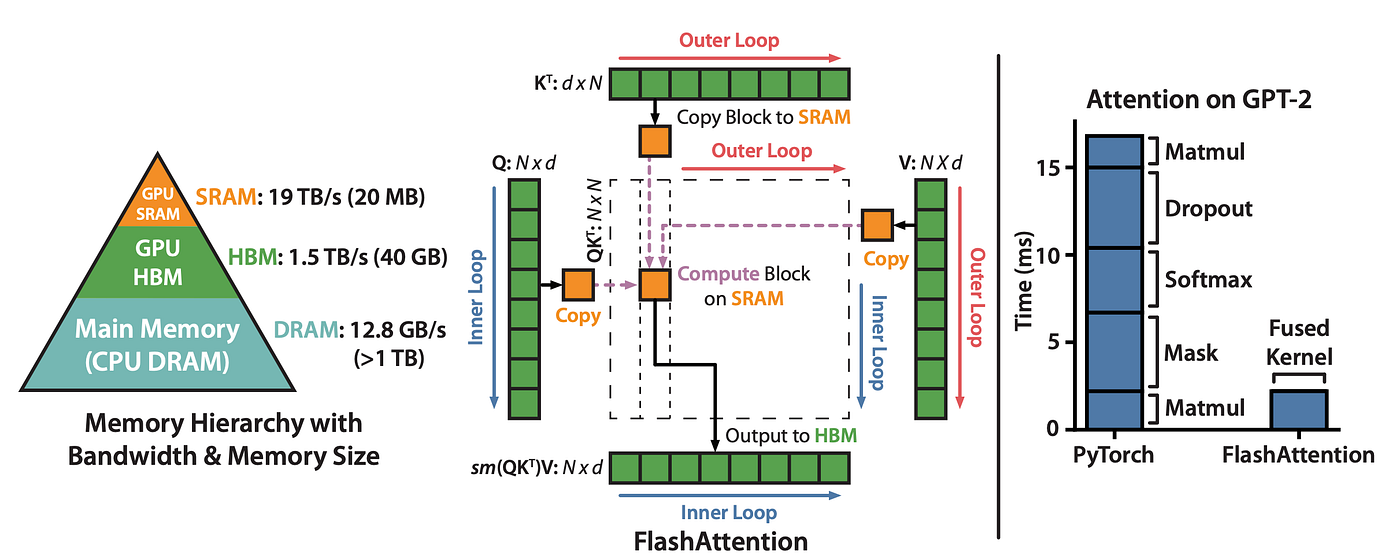 GPU
SRAM
SRAM: 19 TB/s (20 MB)
GPU
HBM
HBM: 1.5 TB/s (40 GB)
Main Memory
(CPU DRAM)
DRAM: 12.8 GB/s
(>1 TB)
Memory Hierarchy with
Bandwidth & Memory Size
Outer Loop
Kᵀ: d x N
Copy Block to SRAM
Outer Loop
Q: N x d
V: N X d
QKᵀ: N x N
Inner Loop
Copy
Compute Block
on SRAM
Copy
Inner Loop
Outer Loop
Output to HBM
sm(QKᵀ)V: N x d
Inner Loop
FlashAttention
Attention on GPT-2
Time (ms)
15
10
5
0
Matmul
Dropout
Softmax
Mask
Matmul
Fused
Kernel
PyTorch
FlashAttention